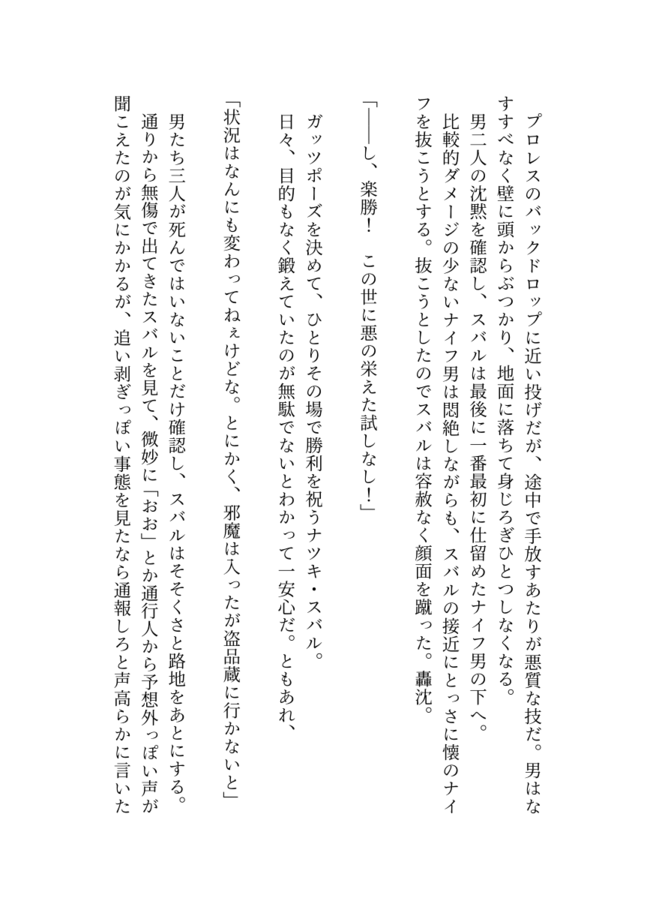 プロレスのバックドロップに近い投げだが、途中で手放すあたりが悪質な技だ。男はな
すすべなく壁に頭からぶつかり、地面に落ちて身じろぎひとつしなくなる。
男二人の沈黙を確認し、スバルは最後に一番最初に仕留めたナイフ男の下へ。
比較的ダメージの少ないナイフ男は悶絶しながらも、スバルの接近にとっさに懐のナイ
フを抜こうとする。抜こうとしたのでスバルは容赦なく顔面を蹴った。轟沈。
「――し、楽勝！　この世に悪の栄えた試しなし！」
ガッツポーズを決めて、ひとりその場で勝利を祝うナツキ・スバル。
日々、目的もなく鍛えていたのが無駄でないとわかって一安心だ。ともあれ、
「状況はなんにも変わってねぇけどな。とにかく、邪魔は入ったが盗品蔵に行かないと」
男たち三人が死んではいないことだけ確認し、スバルはそそくさと路地をあとにする。
通りから無傷で出てきたスバルを見て、微妙に「おお」とか通行人から予想外っぽい声が
聞こえたのが気にかかるが、追い剥ぎっぽい事態を見たなら通報しろと声高らかに言いた